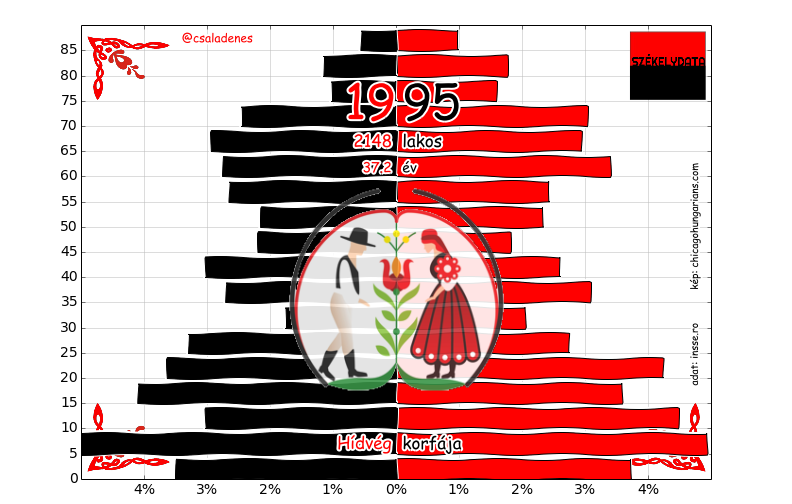 @csaladenes
SZÉKELYDATA
1995
2148 lakos
37.2 év
Hídvég korfája
kép: chicagohungarians.com
adat: insse.ro
85
80
75
70
65
60
55
50
45
40
35
30
25
20
15
10
5
0
4% 3% 2% 1% 0% 1% 2% 3% 4%